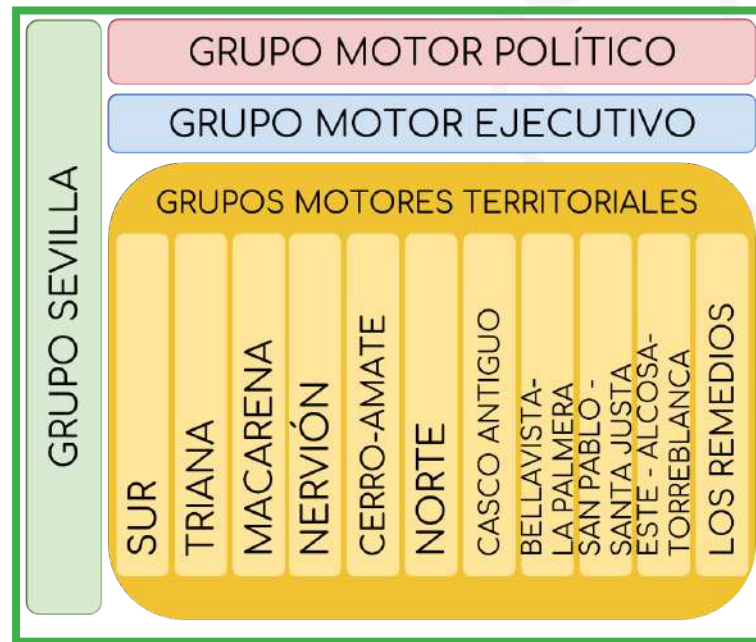 GRUPO SEVILLA
GRUPO MOTOR POLÍTICO
GRUPO MOTOR EJECUTIVO
GRUPOS MOTORES TERRITORIALES
SUR
TRIANA
MACARENA
NERVIÓN
CERRO-AMATE
NORTE
CASCO ANTIGUO
BELLAVISTA-
LA PALMERA
SAN PABLO -
SANTA JUSTA
ESTE - ALCOSA-
TORREBLANCA
LOS REMEDIOS